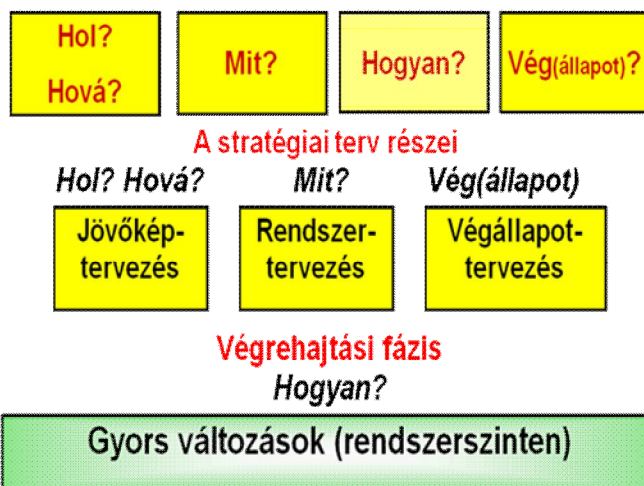 Hol?
Hová?
Mit?
Hogyan?
Vég(állapot)?
A stratégiai terv részei
Hol? Hová? Mit? Vég(állapot)
Jövőkép-
tervezés
Rendszer-
tervezés
Végállapot-
tervezés
Végrehajtási fázis
Hogyan?
Gyors változások (rendszerszinten)